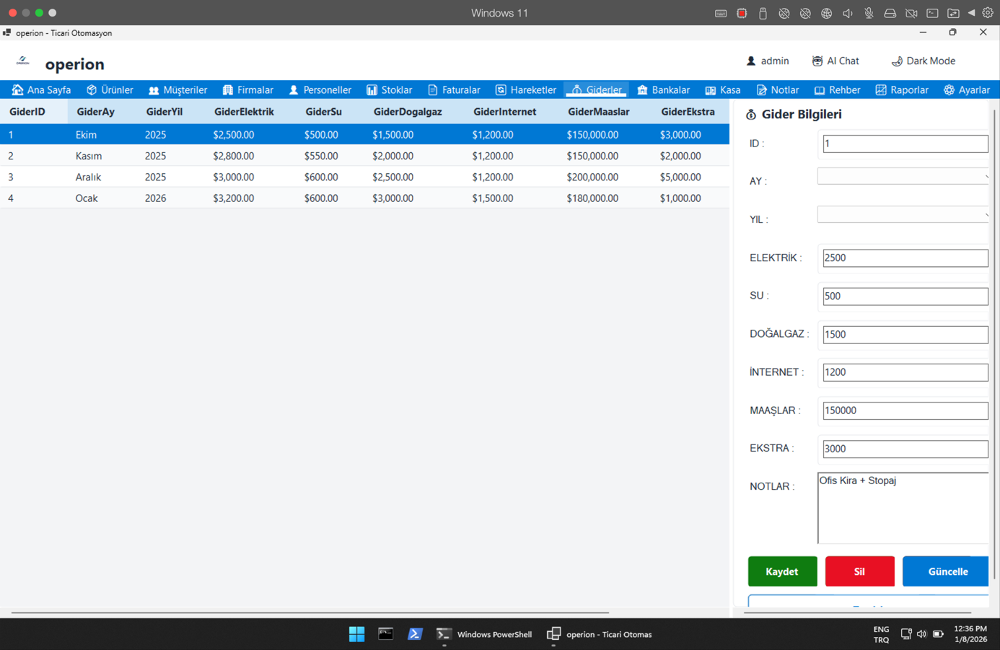 Windows 11
operion - Ticari Otomasyon
OPERION
operion
admin AI Chat Dark Mode
Ana Sayfa Ürünler Müşteriler Firmalar Personeller Stoklar Faturalar Hareketler Giderler Bankalar Kasa Notlar Rehber Raporlar Ayarlar
GiderID GiderAy GiderYil GiderElektrik GiderSu GiderDogalgaz GiderInternet GiderMaaslar GiderEkstra
1 Ekim 2025 $2,500.00 $500.00 $1,500.00 $1,200.00 $150,000.00 $3,000.00
2 Kasım 2025 $2,800.00 $550.00 $2,000.00 $1,200.00 $150,000.00 $2,000.00
3 Aralık 2025 $3,000.00 $600.00 $2,500.00 $1,200.00 $200,000.00 $5,000.00
4 Ocak 2026 $3,200.00 $600.00 $3,000.00 $1,500.00 $180,000.00 $1,000.00
Gider Bilgileri
ID : 1
AY :
YIL :
ELEKTRİK : 2500
SU : 500
DOĞALGAZ : 1500
İNTERNET : 1200
MAAŞLAR : 150000
EKSTRA : 3000
NOTLAR : Ofis Kira + Stopaj
Kaydet Sil Güncelle
Windows PowerShell operion - Ticari Otomas
ENG 12:36 PM
TRQ 1/8/2026